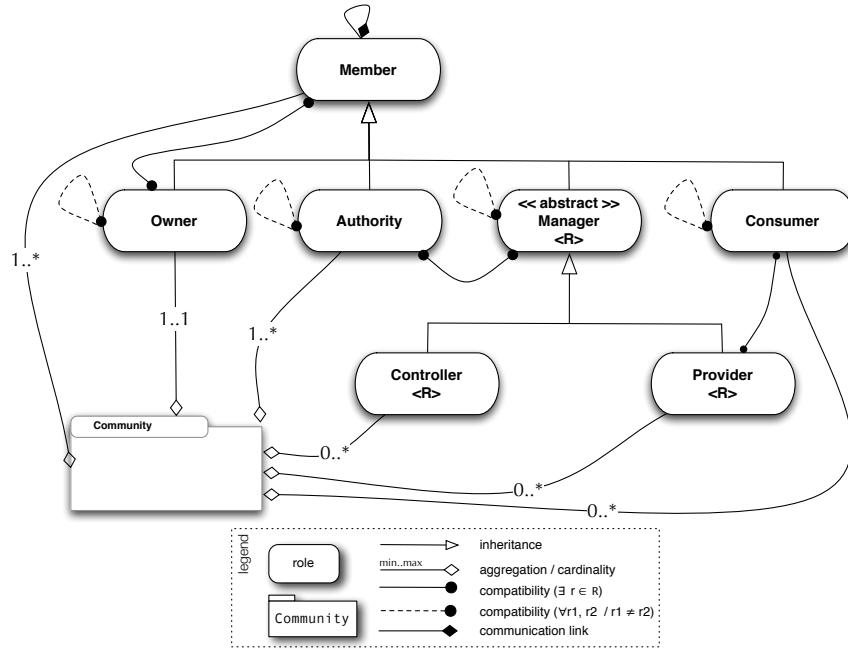 Member
Owner
Authority
<< abstract >>
Manager
<R>
Consumer
1..*
1..1
1..*
Controller
<R>
Provider
<R>
Community
0..*
0..*
0..*
legend
role
Community
inheritance
min..max
aggregation / cardinality
compatibility (∃ r ∈ R)
compatibility (∀r1, r2 / r1 ≠ r2)
communication link